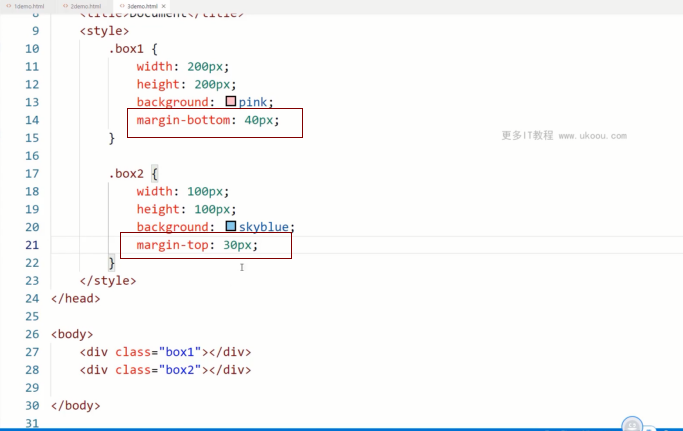 1demo.html 2demo.html 3demo.html ×
8 <title>Document</title>
9 <style>
10 .box1 {
11 width: 200px;
12 height: 200px;
13 background: pink;
14 margin-bottom: 40px;
15 }
更多IT教程 www.ukoou.com
16
17 .box2 {
18 width: 100px;
19 height: 100px;
20 background: skyblue;
21 margin-top: 30px;
22 }
23 </style>
24 </head>
25
26 <body>
27 <div class="box1"></div>
28 <div class="box2"></div>
29
30 </body>
31